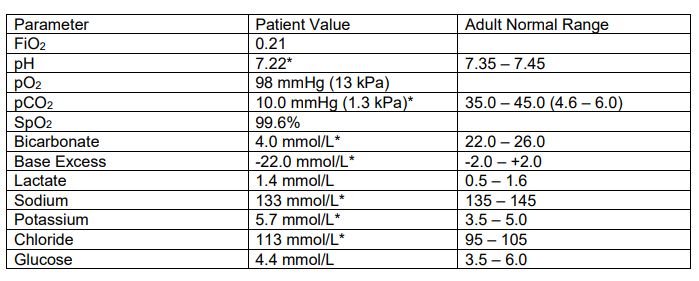 Parameter Patient Value Adult Normal Range
FiO2 0.21
pH 7.22* 7.35 – 7.45
pO2 98 mmHg (13 kPa)
pCO2 10.0 mmHg (1.3 kPa)* 35.0 – 45.0 (4.6 – 6.0)
SpO2 99.6%
Bicarbonate 4.0 mmol/L* 22.0 – 26.0
Base Excess -22.0 mmol/L* -2.0 – +2.0
Lactate 1.4 mmol/L 0.5 – 1.6
Sodium 133 mmol/L* 135 – 145
Potassium 5.7 mmol/L* 3.5 – 5.0
Chloride 113 mmol/L* 95 – 105
Glucose 4.4 mmol/L 3.5 – 6.0